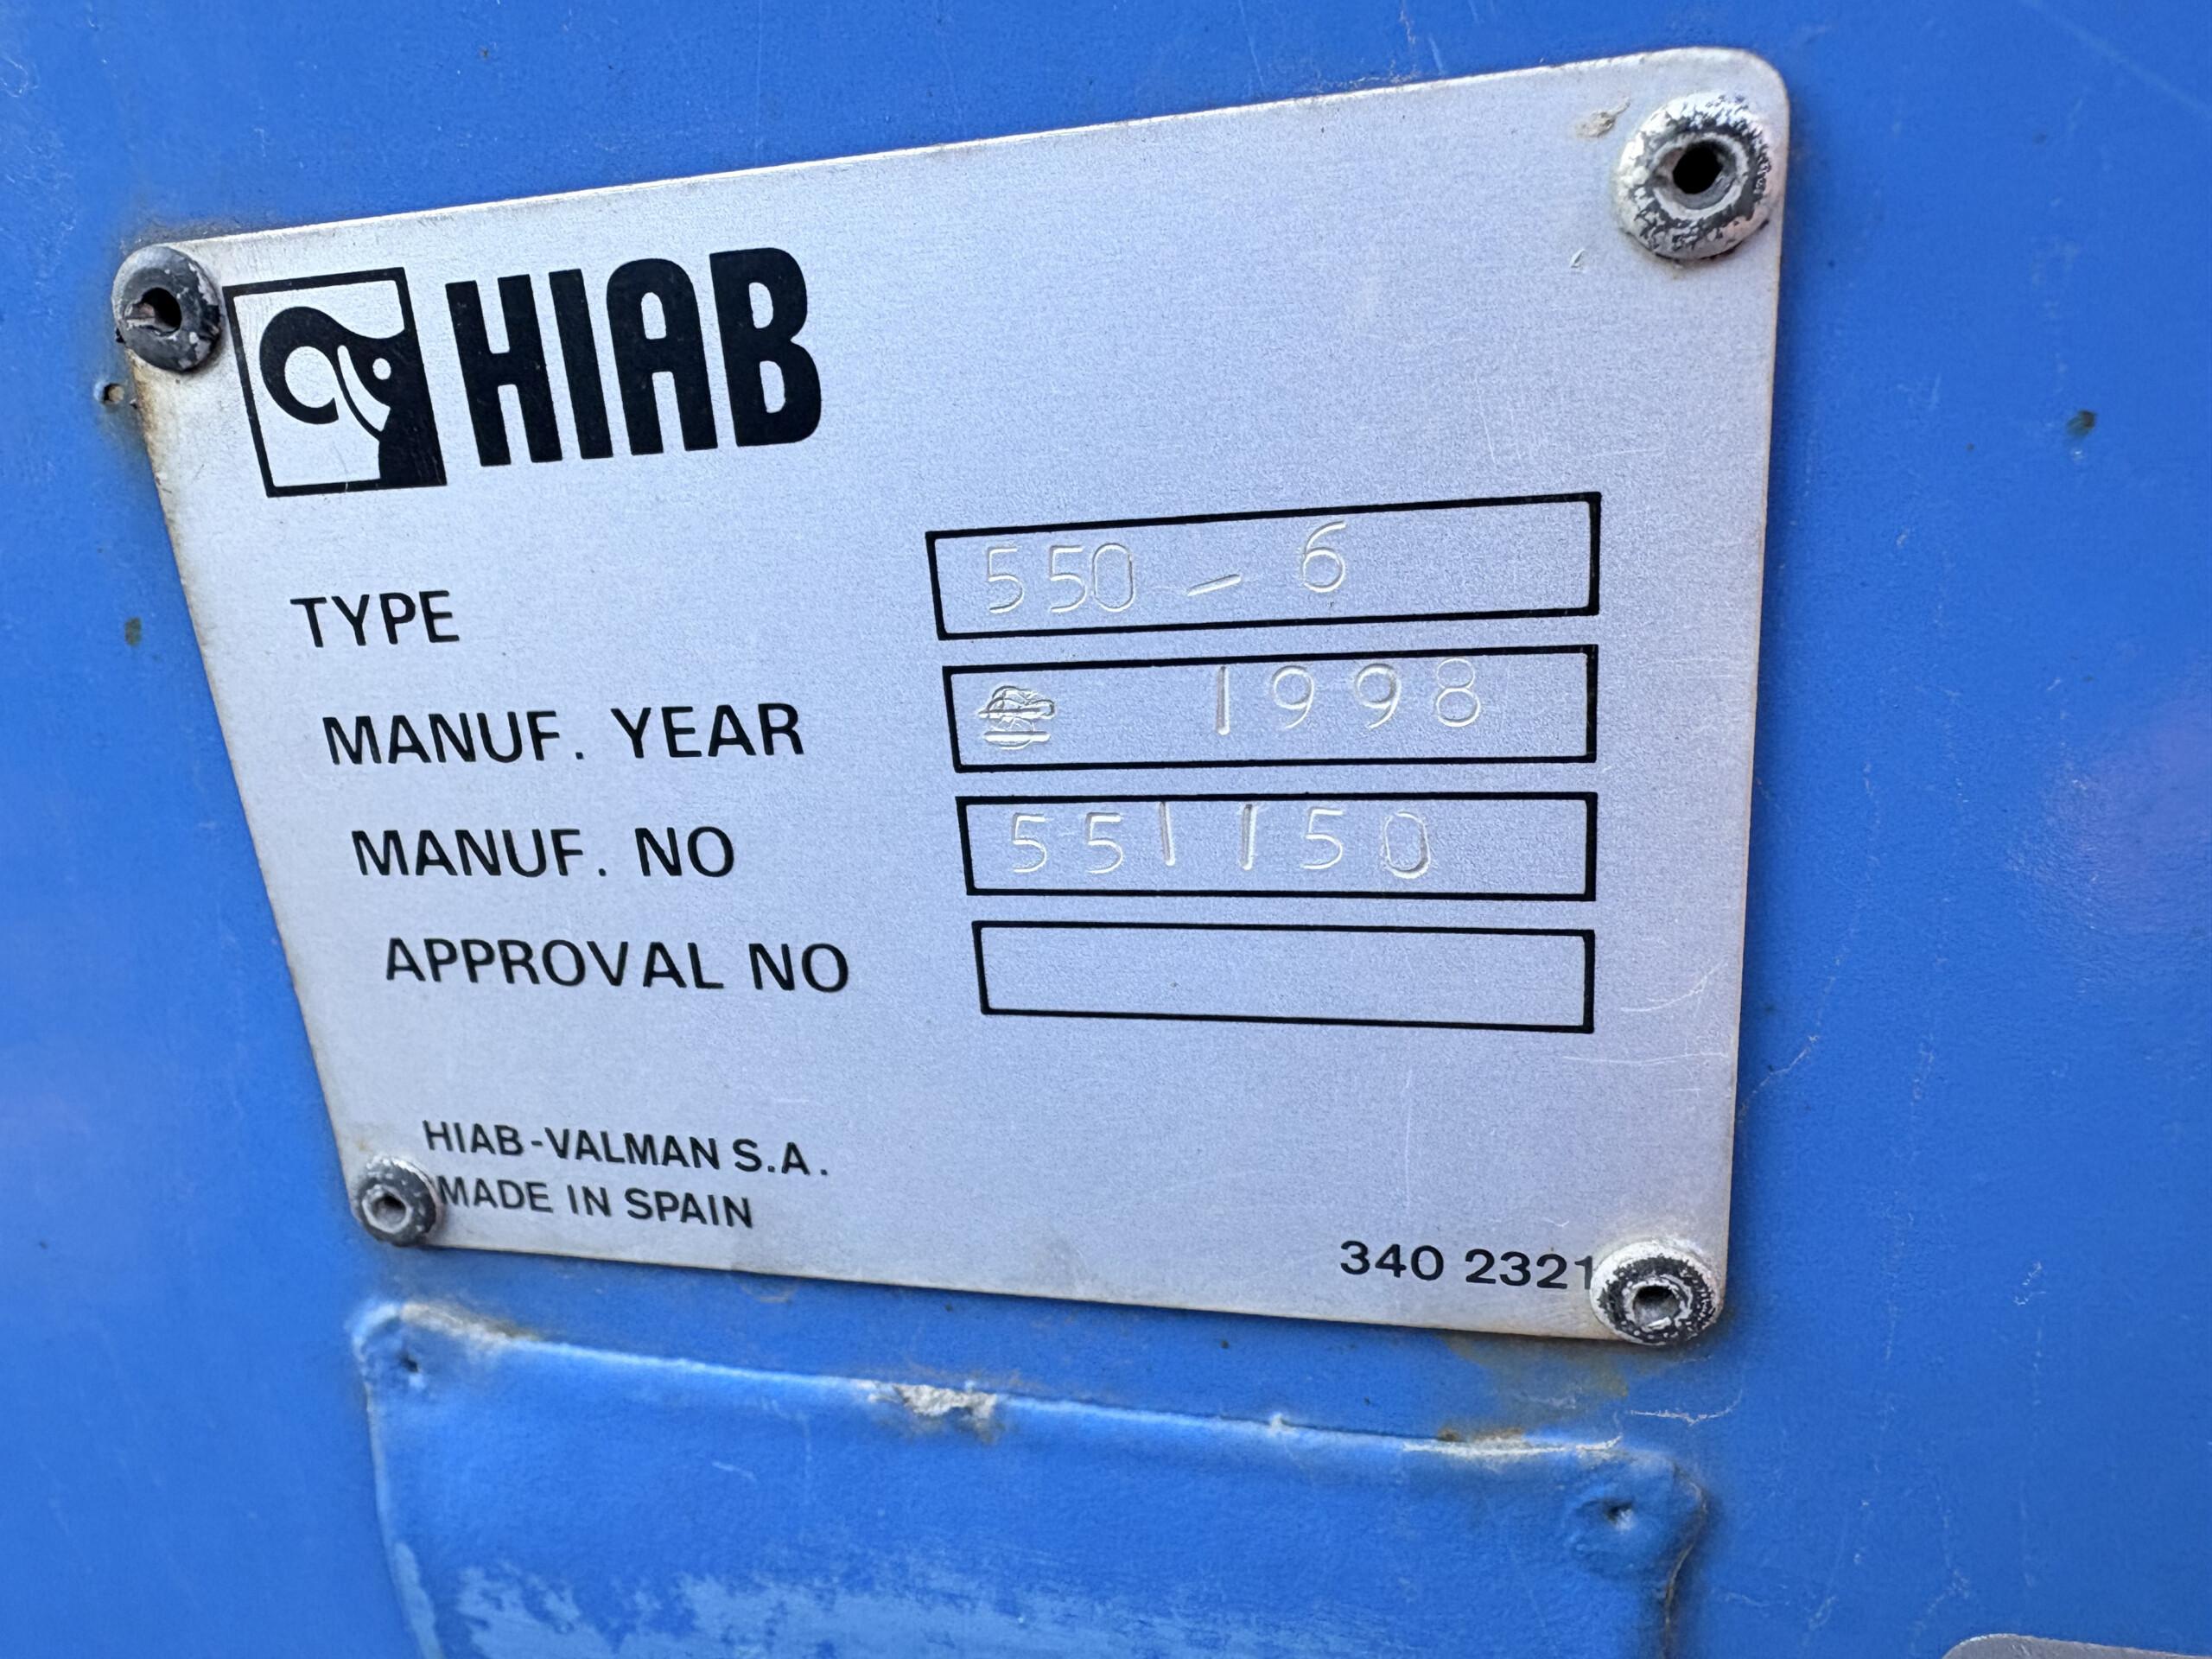 HIAB
TYPE 550-6
MANUF. YEAR 1998
MANUF. NO 551150
APPROVAL NO
HIAB-VALMAN S.A.
MADE IN SPAIN
340 2321